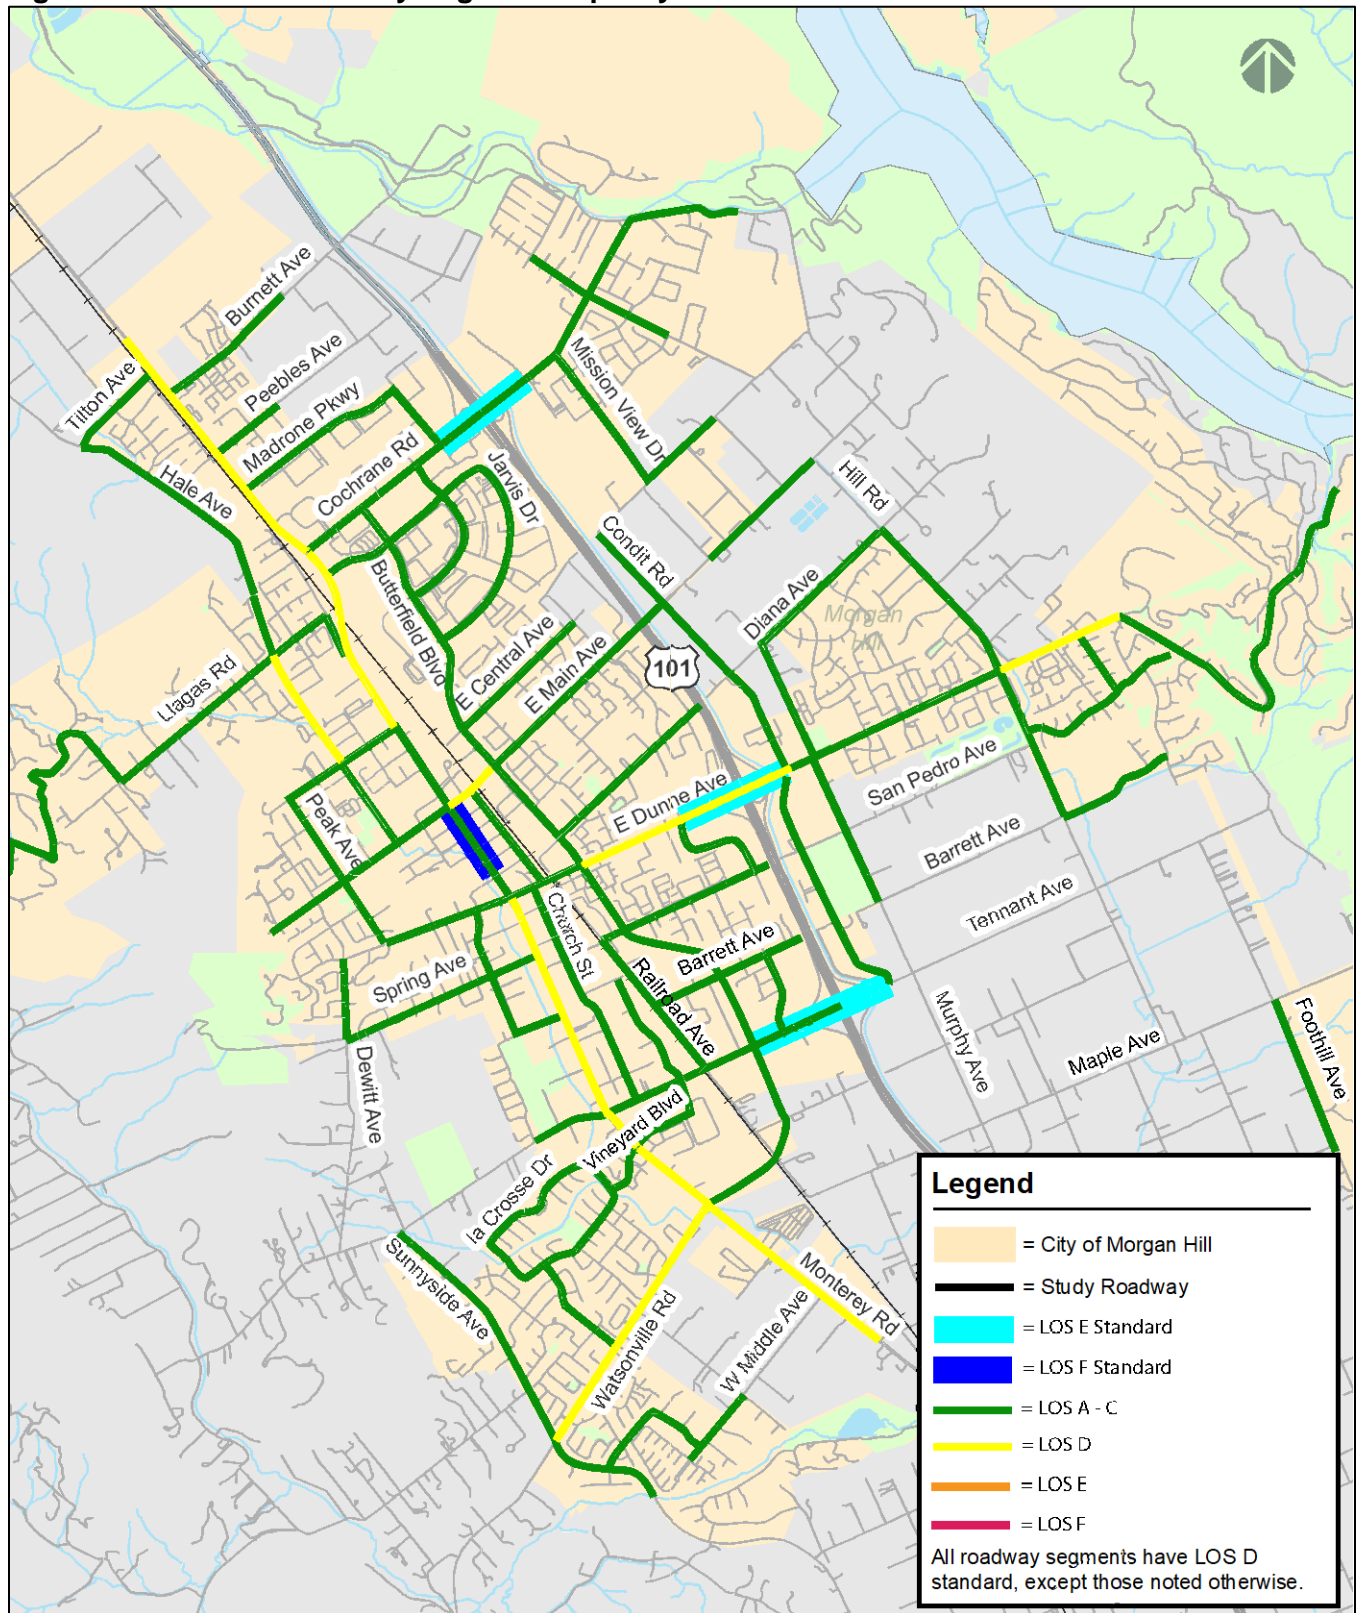 Burnett Ave
Tilton Ave
Peebles Ave
Madrone Pkwy
Mission View Dr
Hale Ave
Cochrane Rd
Jarvis Dr
Hill Rd
Condit Rd
Butterfield Blvd
Diana Ave
Morgan
Hill
E Central Ave
E Main Ave
101
Llagas Rd
San Pedro Ave
E Dunne Ave
Peak Ave
Barrett Ave
Tennant Ave
Church St
Barrett Ave
Spring Ave
Railroad Ave
Murphy Ave
Foothill Ave
Maple Ave
Dewitt Ave
Vineyard Blvd
la Crosse Dr
Sunnyside Ave
Monterey Rd
W Middle Ave
Watsonville Rd
Legend
= City of Morgan Hill
= Study Roadway
= LOS E Standard
= LOS F Standard
= LOS A - C
= LOS D
= LOS E
= LOS F
All roadway segments have LOS D
standard, except those noted otherwise.